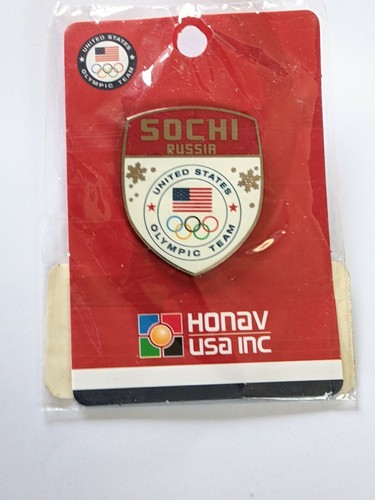 UNITED STATES
OLYMPIC TEAM
SOCHI
RUSSIA
UNITED STATES
OLYMPIC TEAM
HONAV
USA INC